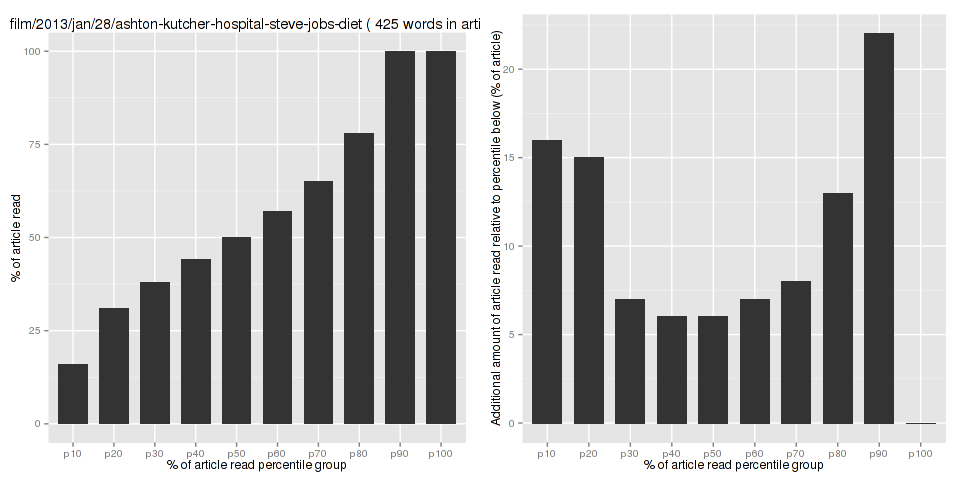 film/2013/jan/28/ashton-kutcher-hospital-steve-jobs-diet ( 425 words in arti
% of article read
100
75
50
25
0
p10 p20 p30 p40 p50 p60 p70 p80 p90 p100
% of article read percentile group
Additional amount of article read relative to percentile below (% of article)
20
15
10
5
0
p10 p20 p30 p40 p50 p60 p70 p80 p90 p100
% of article read percentile group